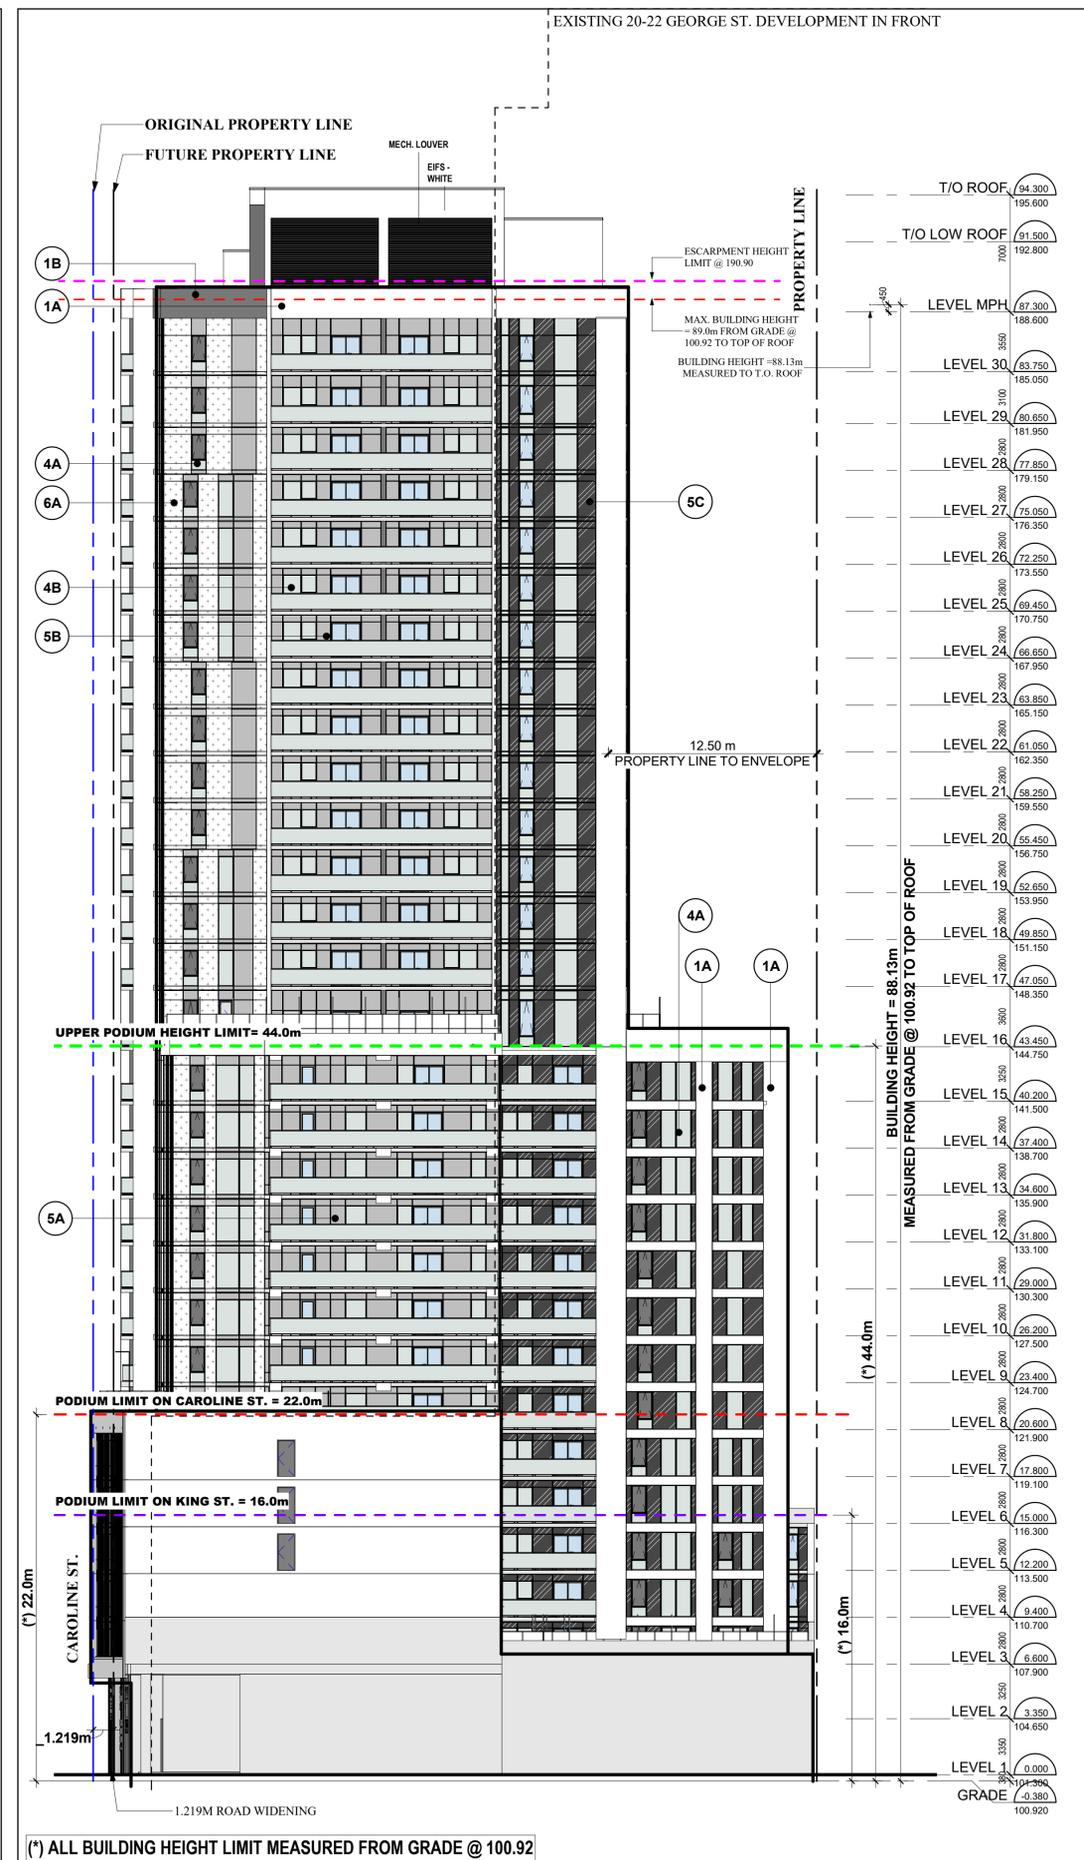 EXISTING 20-22 GEORGE ST. DEVELOPMENT IN FRONT
ORIGINAL PROPERTY LINE
FUTURE PROPERTY LINE
MECH. LOUVER
EIFS -
WHITE
PROPERTY LINE
1B
1A
4A
6A
4B
5B
5C
5A
4A
1A
1A
ESCARPMENT HEIGHT
LIMIT @ 190.90
MAX. BUILDING HEIGHT
= 89.0m FROM GRADE @
100.92 TO TOP OF ROOF
BUILDING HEIGHT =88.13m
MEASURED TO T.O. ROOF
12.50 m
PROPERTY LINE TO ENVELOPE
UPPER PODIUM HEIGHT LIMIT= 44.0m
PODIUM LIMIT ON CAROLINE ST. = 22.0m
PODIUM LIMIT ON KING ST. = 16.0m
CAROLINE ST.
(*) 22.0m
1.219m
1.219M ROAD WIDENING
(*) 16.0m
(*) 44.0m
BUILDING HEIGHT = 88.13m
MEASURED FROM GRADE @ 100.92 TO TOP OF ROOF
T/O ROOF 94.300
195.600
T/O LOW ROOF 91.500
192.800
7000
450
LEVEL MPH 87.300
188.600
3550
LEVEL 30 83.750
185.050
3100
LEVEL 29 80.650
181.950
2800
LEVEL 28 77.850
179.150
2800
LEVEL 27 75.050
176.350
2800
LEVEL 26 72.250
173.550
2800
LEVEL 25 69.450
170.750
2800
LEVEL 24 66.650
167.950
2800
LEVEL 23 63.850
165.150
2800
LEVEL 22 61.050
162.350
2800
LEVEL 21 58.250
159.550
2800
LEVEL 20 55.450
156.750
2800
LEVEL 19 52.650
153.950
2800
LEVEL 18 49.850
151.150
2800
LEVEL 17 47.050
148.350
3600
LEVEL 16 43.450
144.750
3250
LEVEL 15 40.200
141.500
2800
LEVEL 14 37.400
138.700
2800
LEVEL 13 34.600
135.900
2800
LEVEL 12 31.800
133.100
2800
LEVEL 11 29.000
130.300
2800
LEVEL 10 26.200
127.500
2800
LEVEL 9 23.400
124.700
2800
LEVEL 8 20.600
121.900
2800
LEVEL 7 17.800
119.100
2800
LEVEL 6 15.000
116.300
2800
LEVEL 5 12.200
113.500
2800
LEVEL 4 9.400
110.700
2800
LEVEL 3 6.600
107.900
3250
LEVEL 2 3.350
104.650
3350
LEVEL 1 0.000
101.300
380
GRADE -0.380
100.920
(*) ALL BUILDING HEIGHT LIMIT MEASURED FROM GRADE @ 100.92